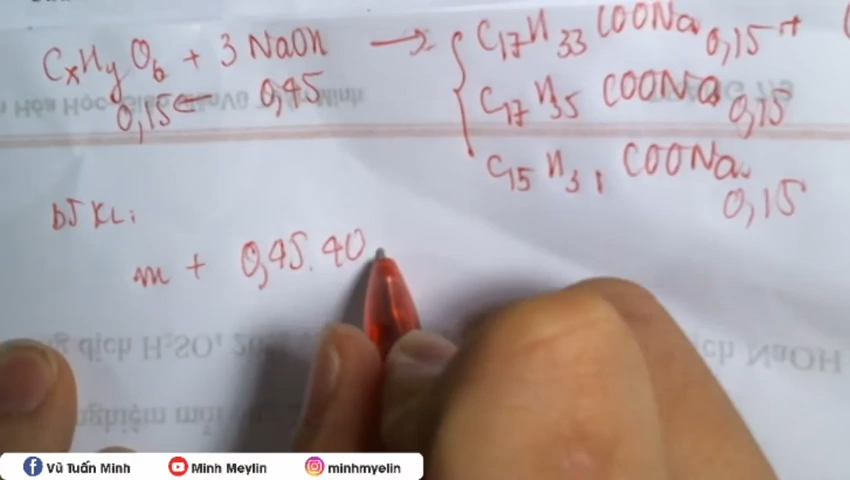 CxHyO6 + 3 NaOH → { C17H33COONa 0,15 + (
0,15 ← 0,45
C17H35COONa 0,15
C15H31COONa
0,15
BTKL:
m + 0,45.40
Vũ Tuấn Minh
Minh Meylin
minhmyelin